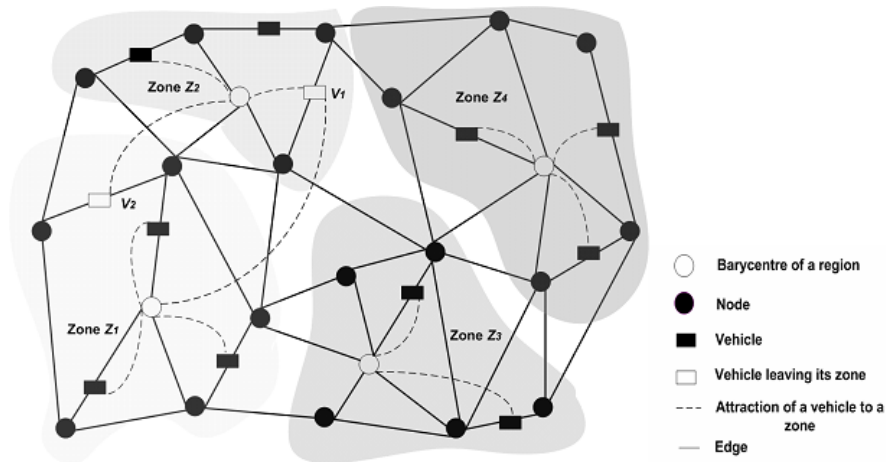 Zone Z2
V1
Zone Z4
V2
Zone Z1
Zone Z3
Barycentre of a region
Node
Vehicle
Vehicle leaving its zone
Attraction of a vehicle to a
zone
Edge